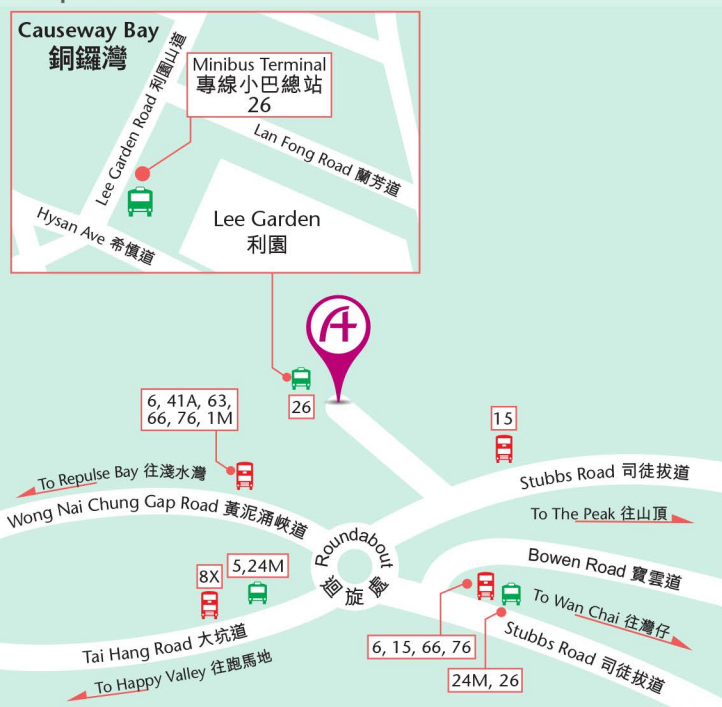 Causeway Bay
銅鑼灣
Minibus Terminal
專線小巴總站
26
Lee Garden Road 利園山道
Lan Fong Road 蘭芳道
Hysan Ave 希慎道
Lee Garden
利園
26
6, 41A, 63,
66, 76, 1M
15
To Repulse Bay 往淺水灣
Wong Nai Chung Gap Road 黃泥涌峽道
Stubbs Road 司徒拔道
To The Peak 往山頂
Roundabout
迴旋處
Bowen Road 寶雲道
8X
5,24M
To Wan Chai 往灣仔
Stubbs Road 司徒拔道
6, 15, 66, 76
24M, 26
Tai Hang Road 大坑道
To Happy Valley 往跑馬地